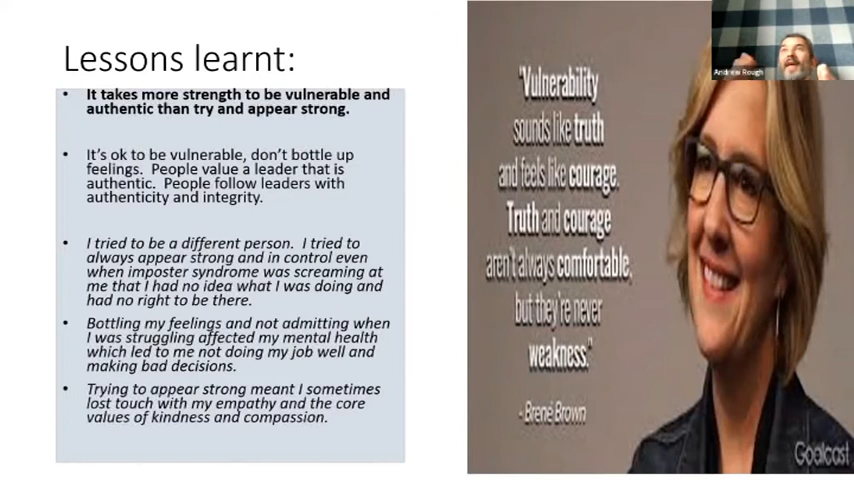 Lessons learnt:
• It takes more strength to be vulnerable and
authentic than try and appear strong.
• It's ok to be vulnerable, don't bottle up
feelings. People value a leader that is
authentic. People follow leaders with
authenticity and integrity.
• I tried to be a different person. I tried to
always appear strong and in control even
when imposter syndrome was screaming at
me that I had no idea what I was doing and
had no right to be there.
• Bottling my feelings and not admitting when
I was struggling affected my mental health
which led to me not doing my job well and
making bad decisions.
• Trying to appear strong meant I sometimes
lost touch with my empathy and the core
values of kindness and compassion.
"Vulnerability
sounds like truth
and feels like courage.
Truth and courage
aren't always comfortable,
but they're never
weakness."
- Brené Brown
Goalcast
Andrew Rough